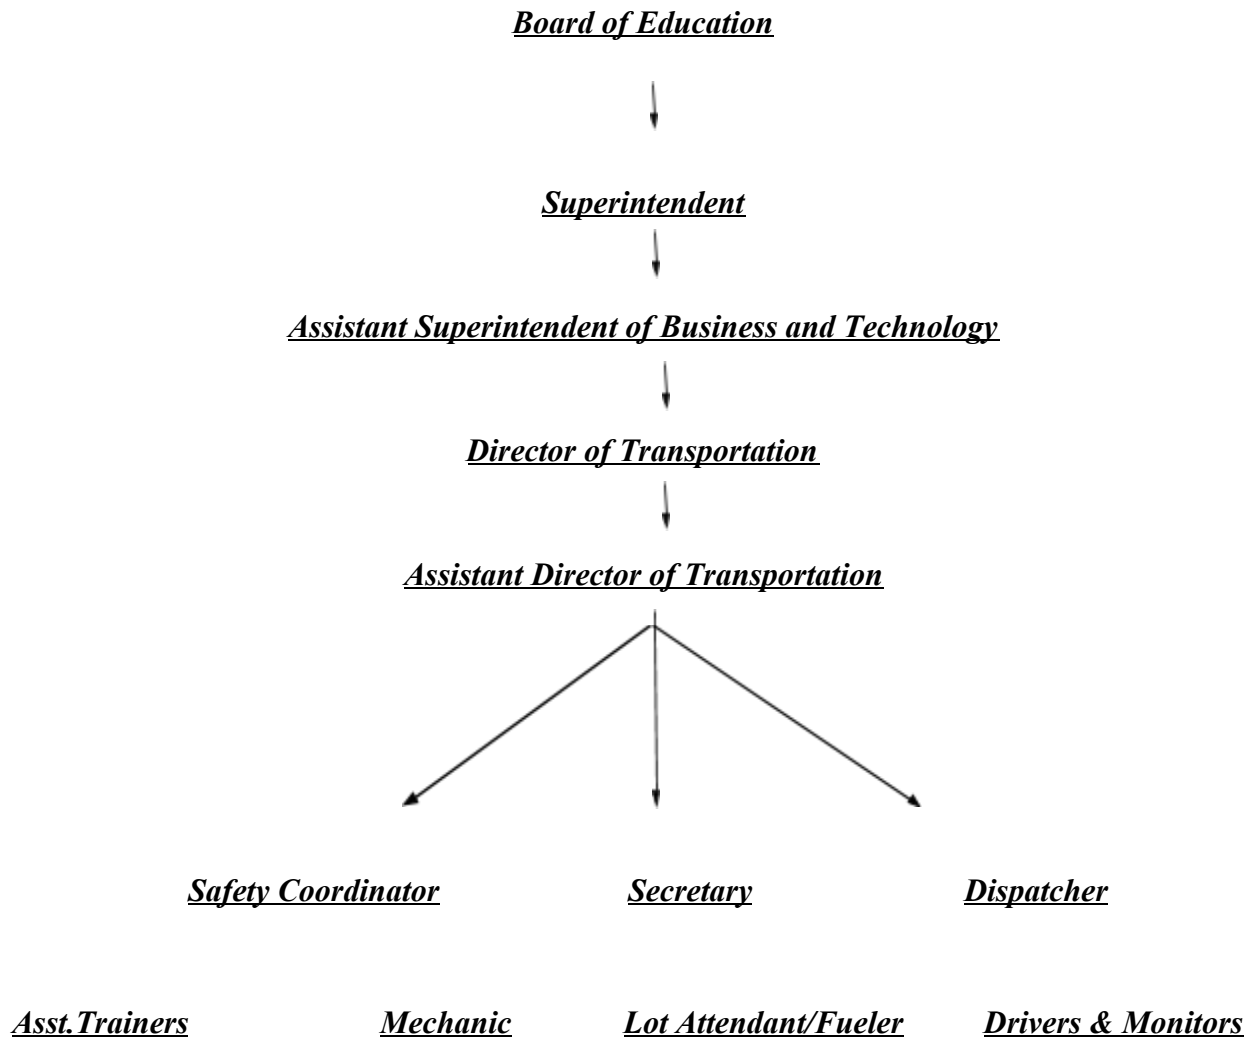 Board of Education
Superintendent
Assistant Superintendent of Business and Technology
Director of Transportation
Assistant Director of Transportation
Safety Coordinator Secretary Dispatcher
Asst.Trainers Mechanic Lot Attendant/Fueler Drivers & Monitors